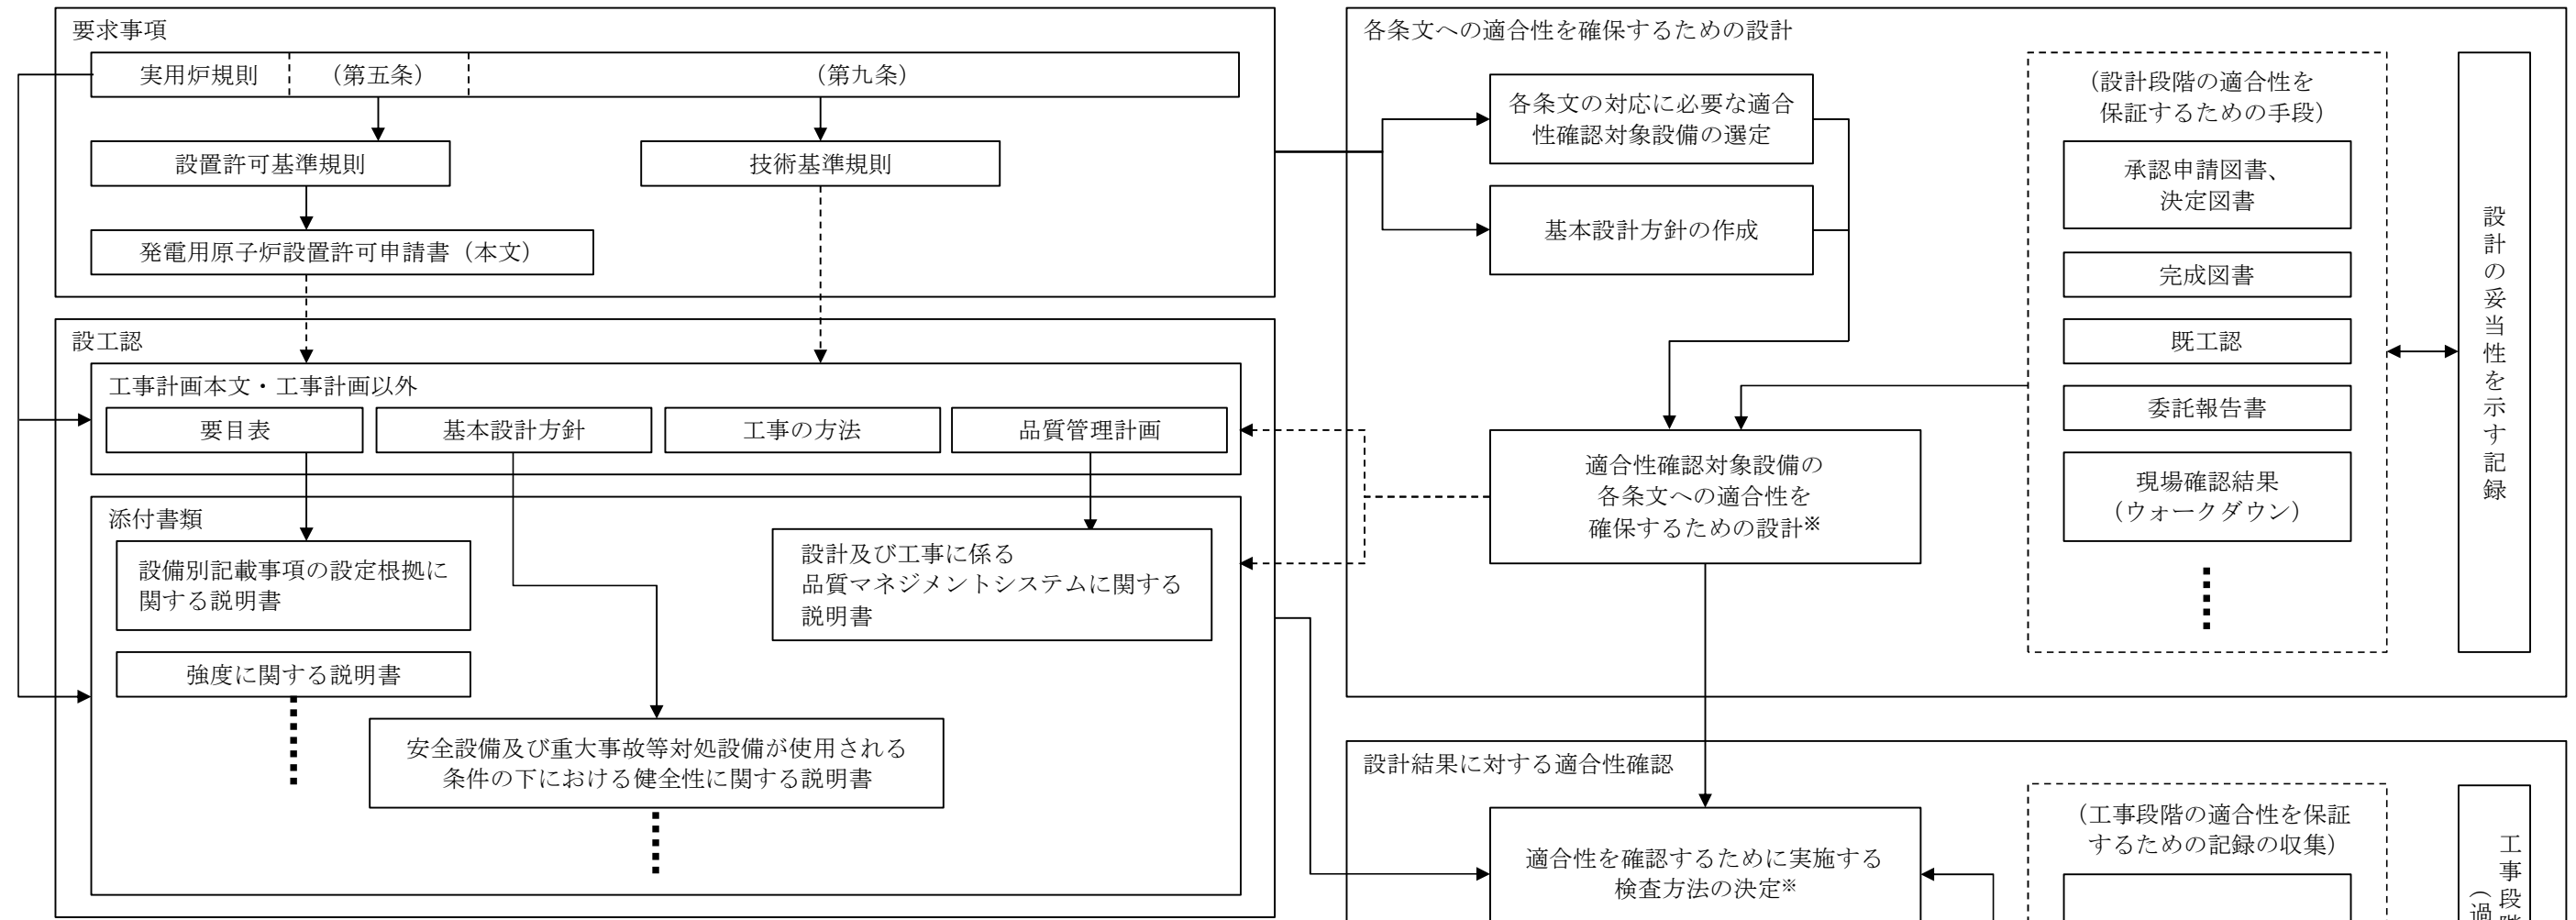 要求事項
実用炉規則
（第五条）
（第九条）
設置許可基準規則
技術基準規則
発電用原子炉設置許可申請書（本文）
設工認
工事計画本文・工事計画以外
要目表
基本設計方針
工事の方法
品質管理計画
添付書類
設備別記載事項の設定根拠に
関する説明書
設計及び工事に係る
品質マネジメントシステムに関する
説明書
強度に関する説明書
安全設備及び重大事故等対処設備が使用される
条件の下における健全性に関する説明書
各条文への適合性を確保するための設計
各条文の対応に必要な適合
性確認対象設備の選定
基本設計方針の作成
適合性確認対象設備の
各条文への適合性を
確保するための設計※
（設計段階の適合性を
保証するための手段）
承認申請図書、
決定図書
完成図書
既工認
委託報告書
現場確認結果
（ウォークダウン）
設計の妥当性を示す記録
設計結果に対する適合性確認
適合性を確認するために実施する
検査方法の決定※
（工事段階の適合性を保証
するための記録の収集）
工事段
（過